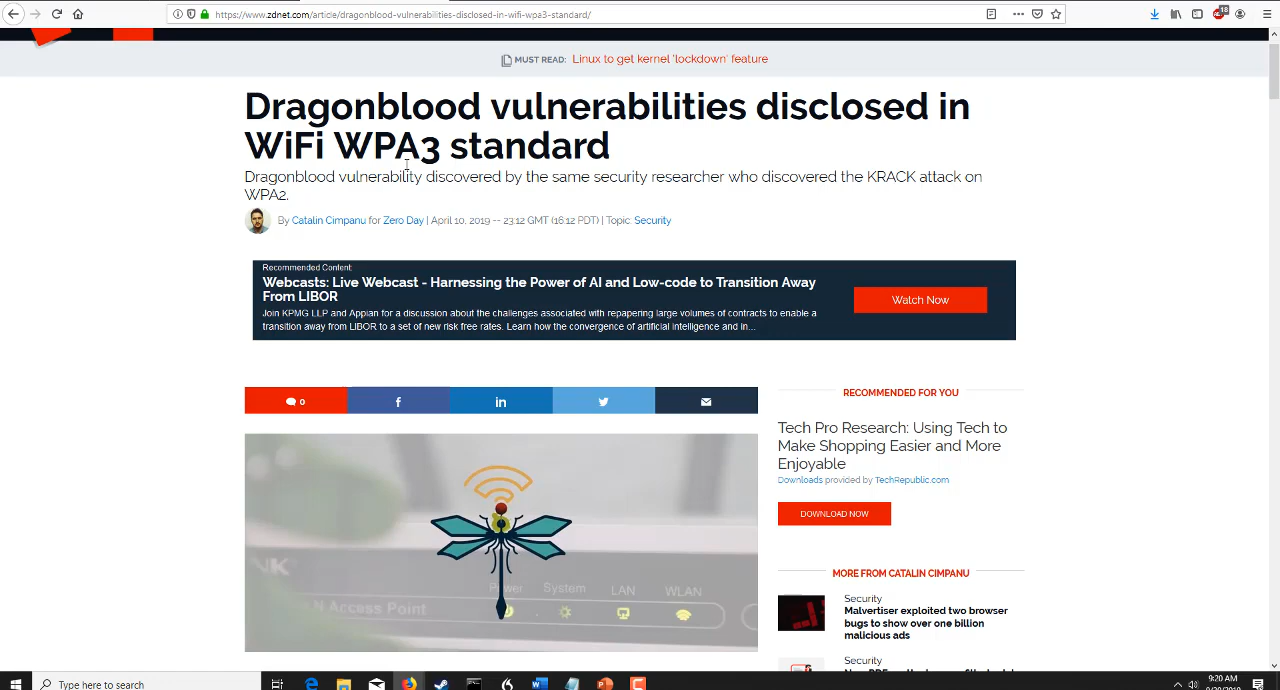 https://www.zdnet.com/article/dragonblood-vulnerabilities-disclosed-in-wifi-wpa3-standard/
18
MUST READ: Linux to get kernel 'lockdown' feature
Dragonblood vulnerabilities disclosed in
WiFi WPA3 standard
Dragonblood vulnerability discovered by the same security researcher who discovered the KRACK attack on
WPA2.
By Catalin Cimpanu for Zero Day | April 10, 2019 -- 23:12 GMT (16:12 PDT) | Topic: Security
Recommended Content:
Webcasts: Live Webcast - Harnessing the Power of AI and Low-code to Transition Away
From LIBOR
Join KPMG LLP and Appian for a discussion about the challenges associated with repapering large volumes of contracts to enable a
transition away from LIBOR to a set of new risk free rates. Learn how the convergence of artificial intelligence and in...
Watch Now
0
RECOMMENDED FOR YOU
Tech Pro Research: Using Tech to
Make Shopping Easier and More
Enjoyable
Downloads provided by TechRepublic.com
DOWNLOAD NOW
Power System LAN WLAN
N Access Point
MORE FROM CATALIN CIMPANU
Security
Malvertiser exploited two browser
bugs to show over one billion
malicious ads
Security
Type here to search
9:20 AM